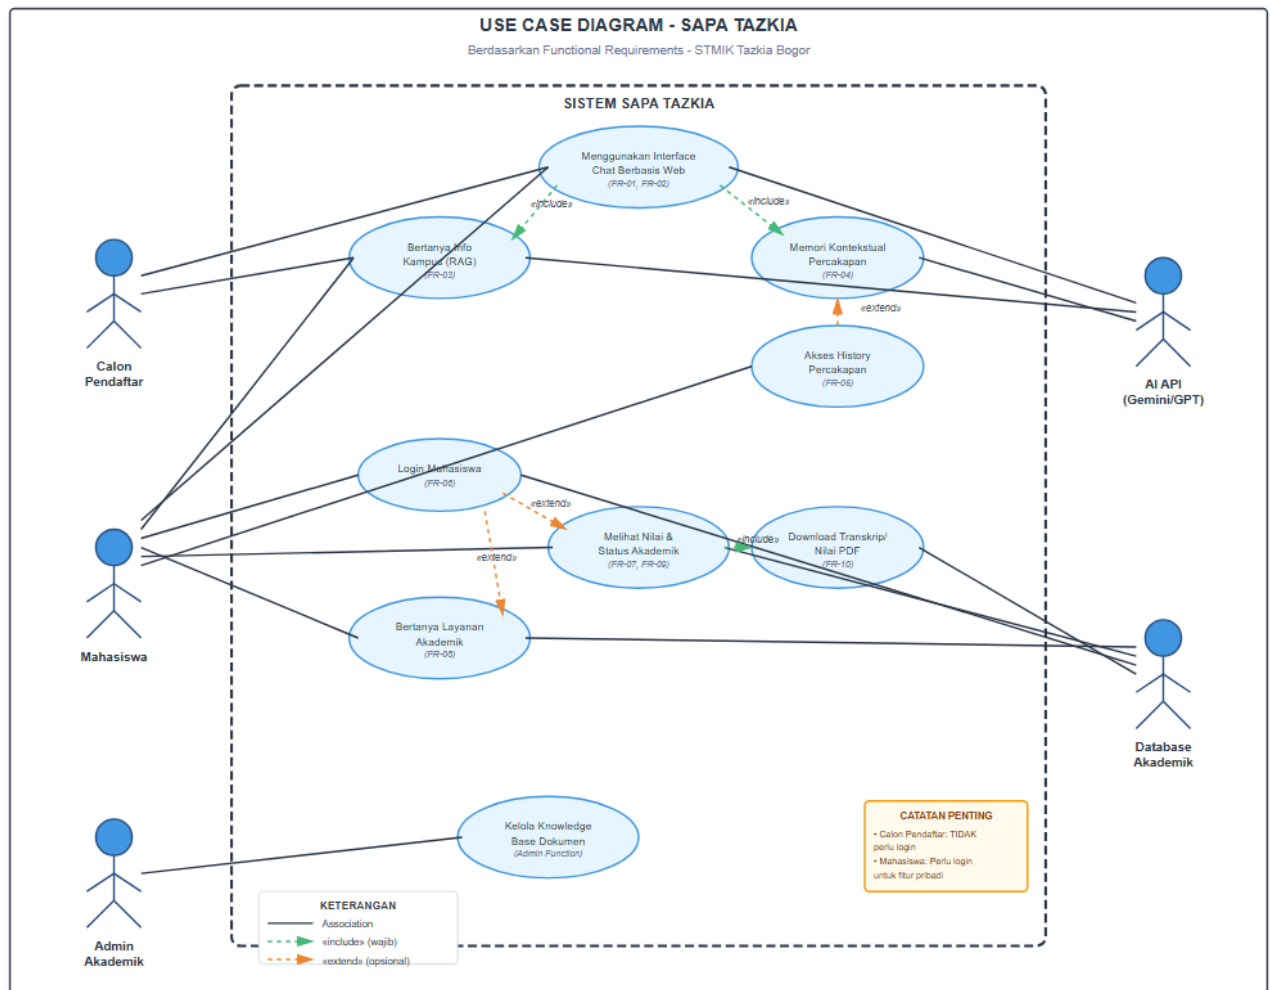 USE CASE DIAGRAM - SAPA TAZKIA
Berdasarkan Functional Requirements - STMIK Tazkia Bogor
SISTEM SAPA TAZKIA
Menggunakan Interface
Chat Berbasis Web
(FR-01, FR-02)
«include»
«include»
Bertanya Info
Kampus (RAG)
(FR-03)
Memori Kontekstual
Percakapan
(FR-04)
«extend»
Calon
Pendaftar
Akses History
Percakapan
(FR-06)
AI API
(Gemini/GPT)
Login Mahasiswa
(FR-06)
«extend»
Melihat Nilai &
Status Akademik
(FR-07, FR-09)
«include»
Download Transkrip/
Nilai PDF
(FR-10)
«extend»
Bertanya Layanan
Akademik
(FR-05)
Mahasiswa
Database
Akademik
Kelola Knowledge
Base Dokumen
(Admin Function)
CATATAN PENTING
• Calon Pendaftar: TIDAK
perlu login
• Mahasiswa: Perlu login
untuk fitur pribadi
Admin
Akademik
KETERANGAN
Association
«include» (wajib)
«extend» (opsional)